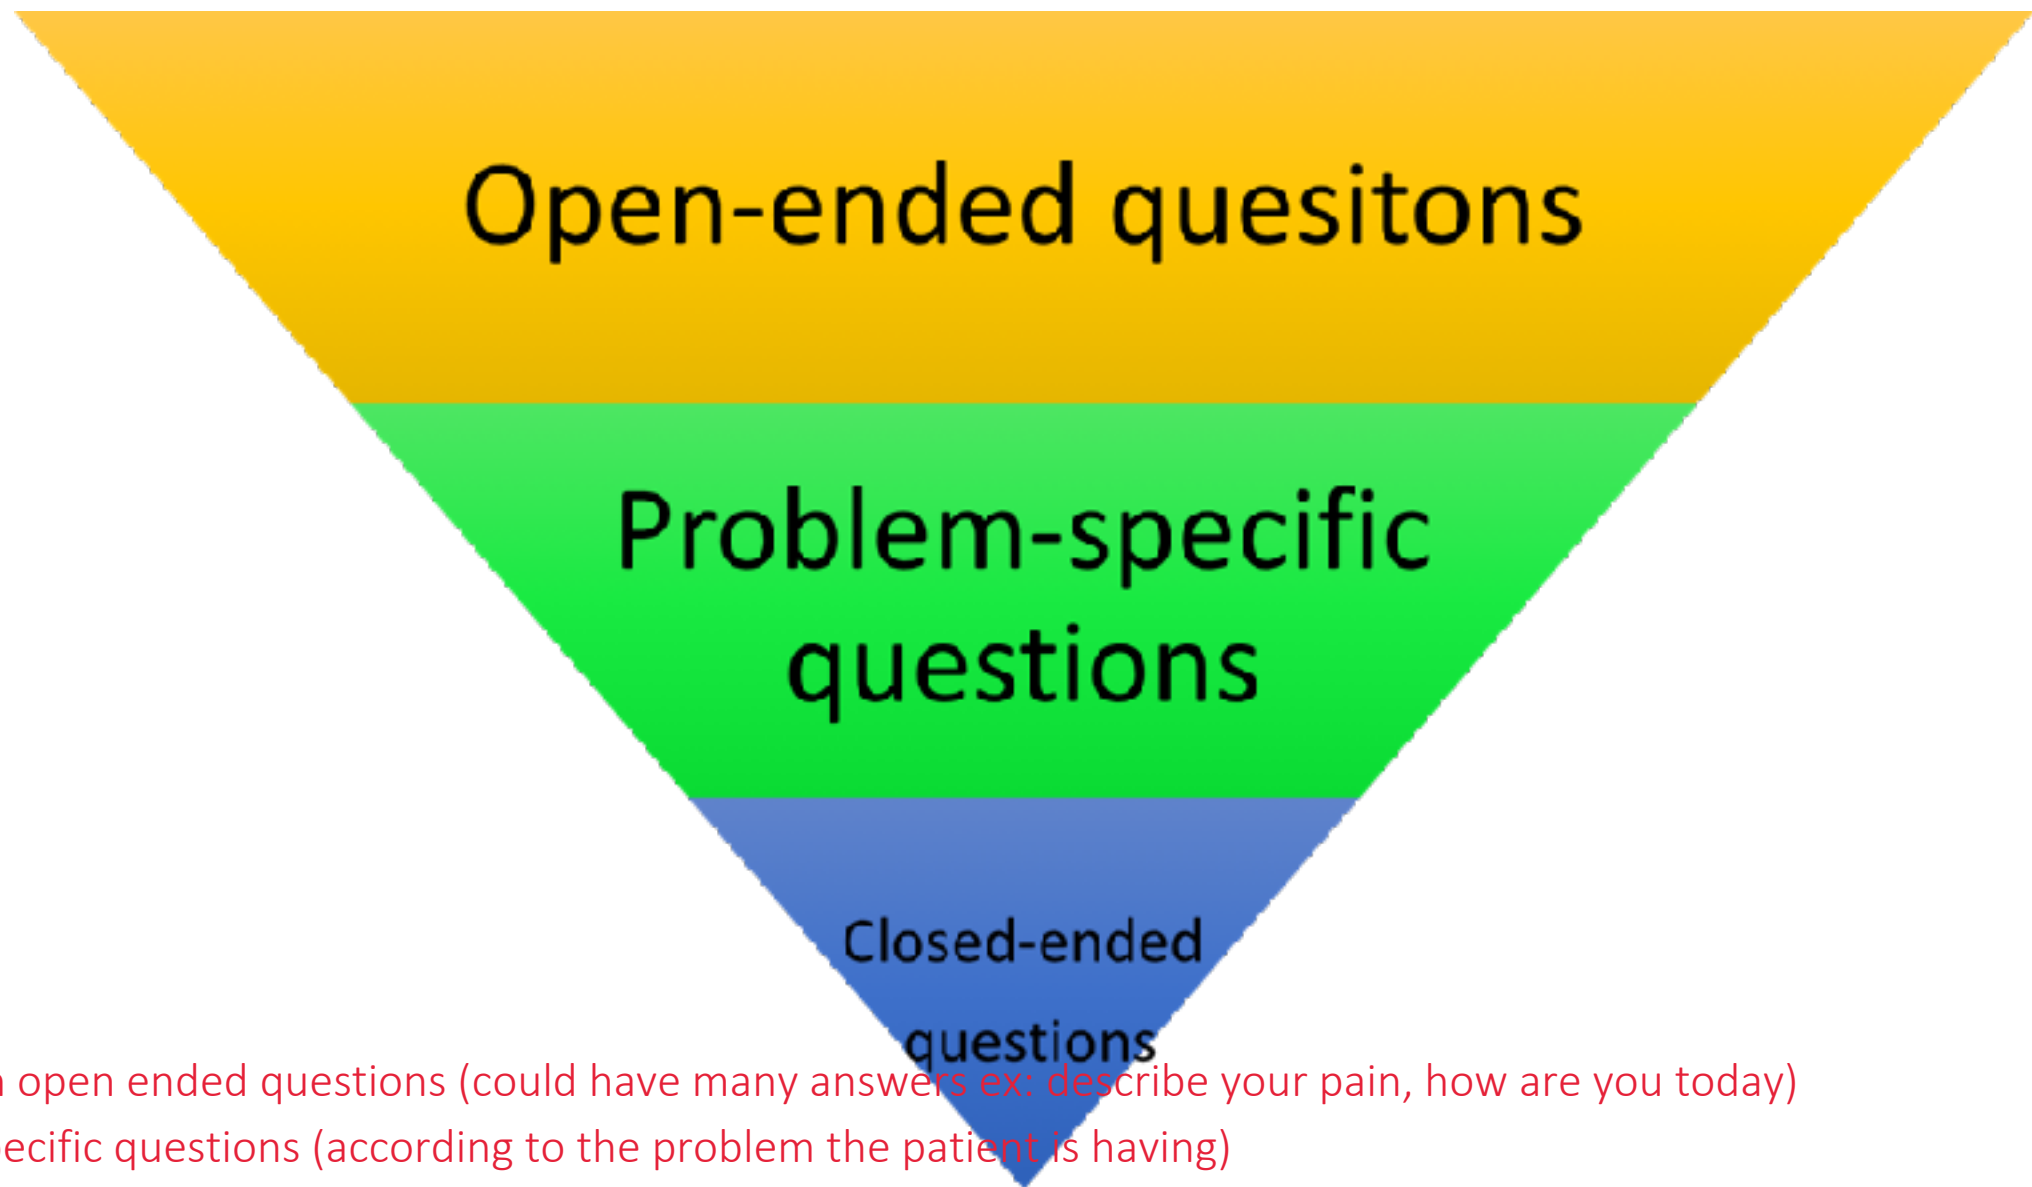 Open-ended quesitons
Problem-specific
questions
Closed-ended
questions
open ended questions (could have many answers ex: describe your pain, how are you today)
questions (according to the problem the patient is having)